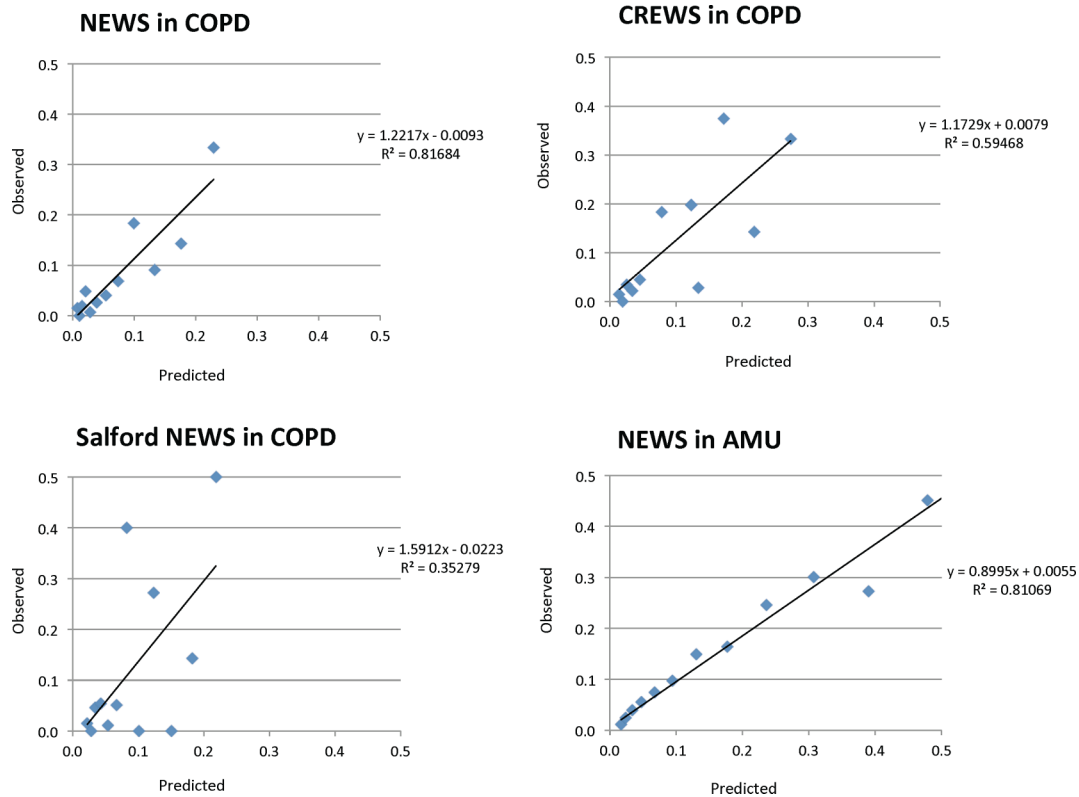 NEWS in COPD
0.5
0.4
0.3
0.2
0.1
0.0
0.0 0.1 0.2 0.3 0.4 0.5
Observed
Predicted
y = 1.2217x - 0.0093
R² = 0.81684
CREWS in COPD
0.5
0.4
0.3
0.2
0.1
0.0
0.0 0.1 0.2 0.3 0.4 0.5
Observed
Predicted
y = 1.1729x + 0.0079
R² = 0.59468
Salford NEWS in COPD
0.5
0.4
0.3
0.2
0.1
0.0
0.0 0.1 0.2 0.3 0.4 0.5
Observed
Predicted
y = 1.5912x - 0.0223
R² = 0.35279
NEWS in AMU
0.5
0.4
0.3
0.2
0.1
0.0
0.0 0.1 0.2 0.3 0.4 0.5
Observed
Predicted
y = 0.8995x + 0.0055
R² = 0.81069